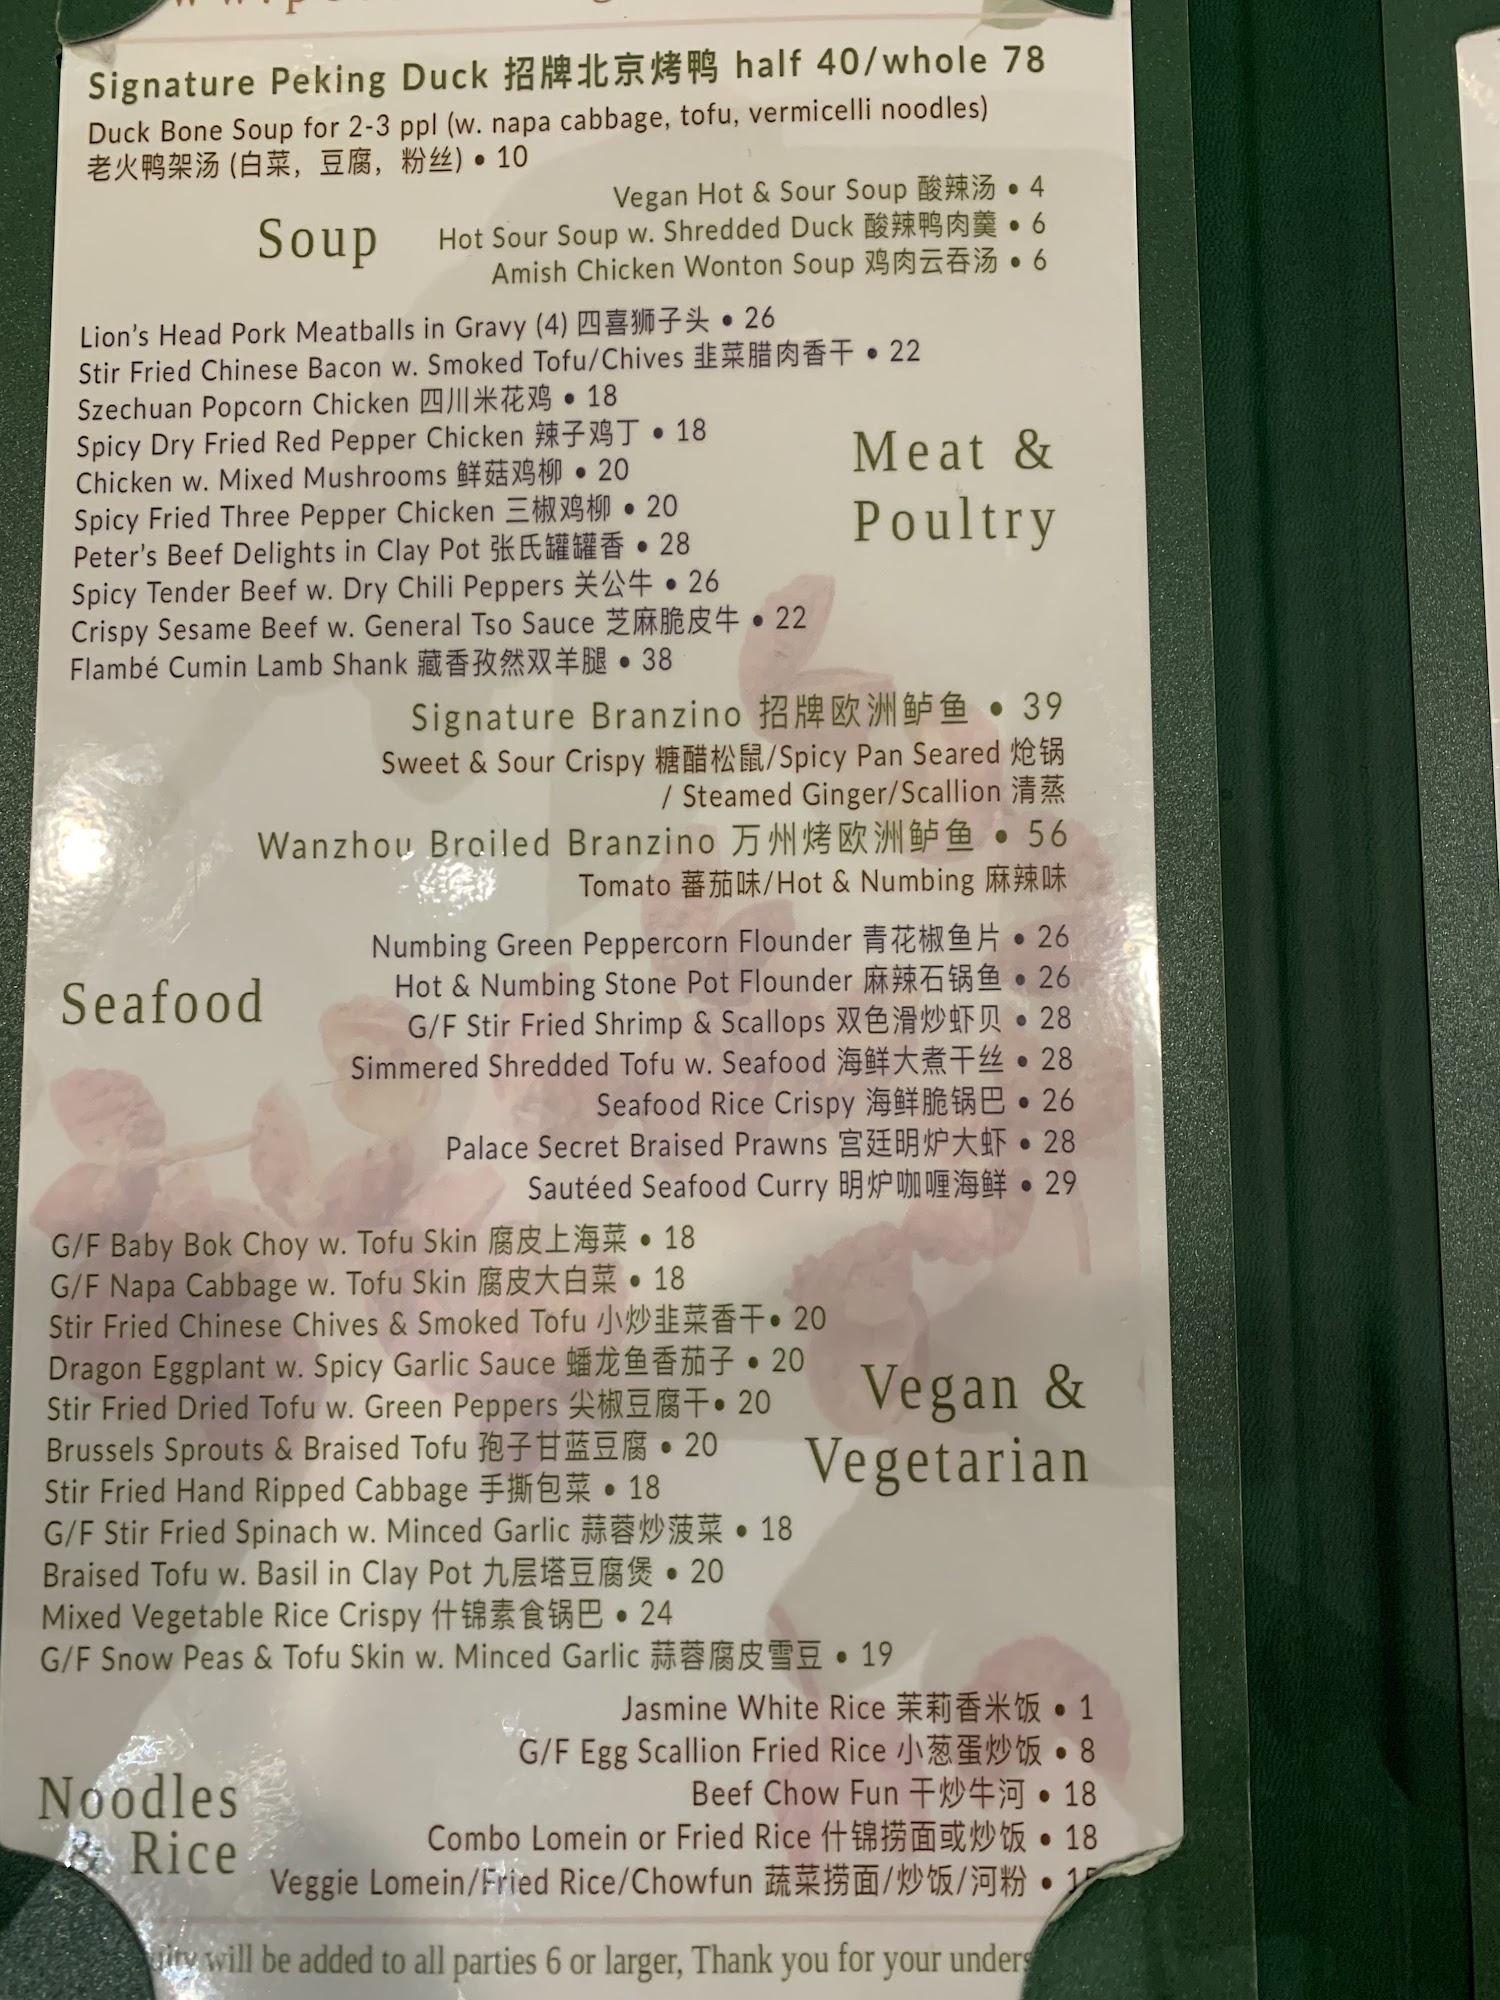 Signature Peking Duck 招牌北京烤鸭 half 40/whole 78
Duck Bone Soup for 2-3 ppl (w. napa cabbage, tofu, vermicelli noodles)
老火鸭架汤 (白菜，豆腐，粉丝) • 10
Vegan Hot & Sour Soup 酸辣汤 • 4
Soup
Hot Sour Soup w. Shredded Duck 酸辣鸭肉羹 • 6
Amish Chicken Wonton Soup 鸡肉云吞汤 • 6
Lion's Head Pork Meatballs in Gravy (4) 四喜狮子头 • 26
Stir Fried Chinese Bacon w. Smoked Tofu/Chives 韭菜腊肉香干 • 22
Szechuan Popcorn Chicken 四川米花鸡 • 18
Spicy Dry Fried Red Pepper Chicken 辣子鸡丁 • 18
Chicken w. Mixed Mushrooms 鲜菇鸡柳 • 20
Spicy Fried Three Pepper Chicken 三椒鸡柳 • 20
Peter's Beef Delights in Clay Pot 张氏罐罐香 • 28
Spicy Tender Beef w. Dry Chili Peppers 关公牛 • 26
Crispy Sesame Beef w. General Tso Sauce 芝麻脆皮牛 • 22
Flambé Cumin Lamb Shank 藏香孜然双羊腿 • 38
Meat &
Poultry
Signature Branzino 招牌欧洲鲈鱼 • 39
Sweet & Sour Crispy 糖醋松鼠/Spicy Pan Seared 炝锅
/ Steamed Ginger/Scallion 清蒸
Wanzhou Broiled Branzino 万州烤欧洲鲈鱼 • 56
Tomato 蕃茄味/Hot & Numbing 麻辣味
Numbing Green Peppercorn Flounder 青花椒鱼片 • 26
Hot & Numbing Stone Pot Flounder 麻辣石锅鱼 • 26
Seafood
G/F Stir Fried Shrimp & Scallops 双色滑炒虾贝 • 28
Simmered Shredded Tofu w. Seafood 海鲜大煮干丝 • 28
Seafood Rice Crispy 海鲜脆锅巴 • 26
Palace Secret Braised Prawns 宫廷明炉大虾 • 28
Sautéed Seafood Curry 明炉咖喱海鲜 • 29
G/F Baby Bok Choy w. Tofu Skin 腐皮上海菜 • 18
G/F Napa Cabbage w. Tofu Skin 腐皮大白菜 • 18
Stir Fried Chinese Chives & Smoked Tofu 小炒韭菜香干• 20
Dragon Eggplant w. Spicy Garlic Sauce 蟠龙鱼香茄子 • 20
Stir Fried Dried Tofu w. Green Peppers 尖椒豆腐干• 20
Brussels Sprouts & Braised Tofu 孢子甘蓝豆腐 • 20
Stir Fried Hand Ripped Cabbage 手撕包菜 • 18
G/F Stir Fried Spinach w. Minced Garlic 蒜蓉炒菠菜 • 18
Braised Tofu w. Basil in Clay Pot 九层塔豆腐煲 • 20
Mixed Vegetable Rice Crispy 什锦素食锅巴 • 24
G/F Snow Peas & Tofu Skin w. Minced Garlic 蒜蓉腐皮雪豆 • 19
Vegan &
Vegetarian
Jasmine White Rice 茉莉香米饭 • 1
G/F Egg Scallion Fried Rice 小葱蛋炒饭 • 8
Beef Chow Fun 干炒牛河 • 18
Combo Lomein or Fried Rice 什锦捞面或炒饭 • 18
Veggie Lomein/Fried Rice/Chowfun 蔬菜捞面/炒饭/河粉 •
Noodles
& Rice
will be added to all parties 6 or larger, Thank you for your